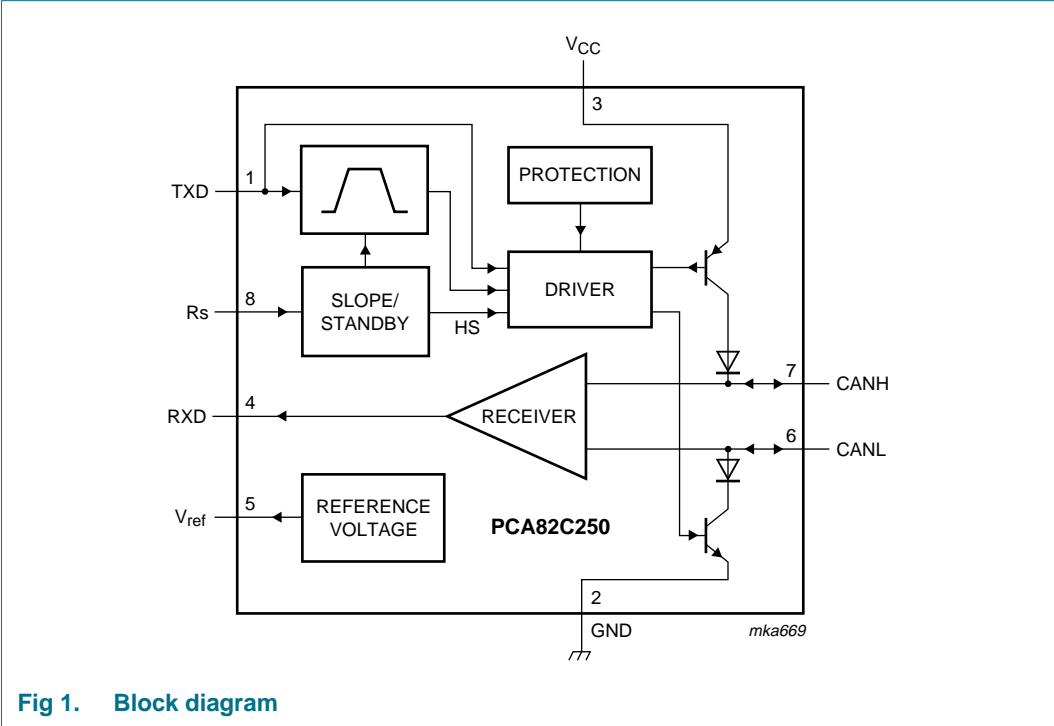 VCC
3
TXD
1
PROTECTION
DRIVER
Rs
8
SLOPE/
STANDBY
HS
7
CANH
RXD
4
RECEIVER
6
CANL
Vref
5
REFERENCE
VOLTAGE
PCA82C250
2
GND
mka669
Fig 1. Block diagram